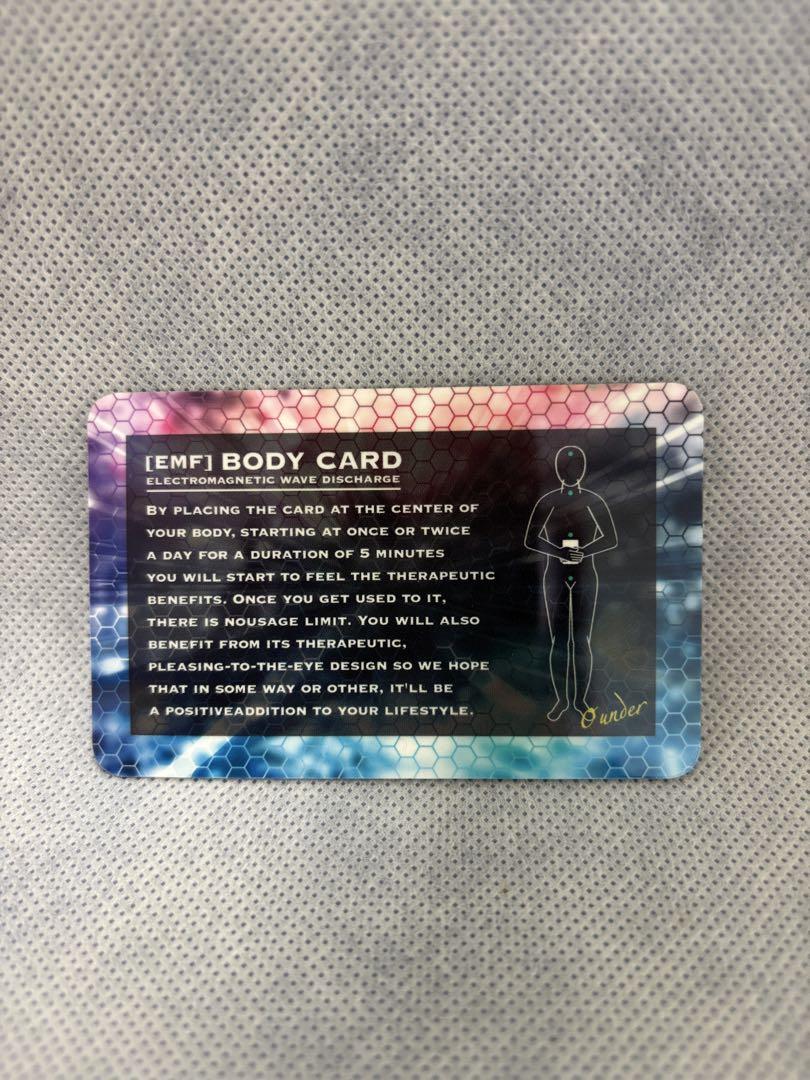 [EMF] BODY CARD
ELECTROMAGNETIC WAVE DISCHARGE
BY PLACING THE CARD AT THE CENTER OF
YOUR BODY, STARTING AT ONCE OR TWICE
A DAY FOR A DURATION OF 5 MINUTES
YOU WILL START TO FEEL THE THERAPEUTIC
BENEFITS. ONCE YOU GET USED TO IT,
THERE IS NOUSAGE LIMIT. YOU WILL ALSO
BENEFIT FROM ITS THERAPEUTIC,
PLEASING-TO-THE-EYE DESIGN SO WE HOPE
THAT IN SOME WAY OR OTHER, IT'LL BE
A POSITIVEADDITION TO YOUR LIFESTYLE.
Ounder